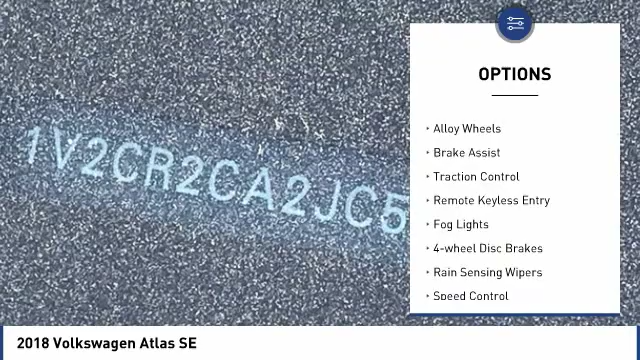 1V2CR2CA2JC5
OPTIONS
Alloy Wheels
Brake Assist
Traction Control
Remote Keyless Entry
Fog Lights
4-wheel Disc Brakes
Rain Sensing Wipers
Speed Control
2018 Volkswagen Atlas SE